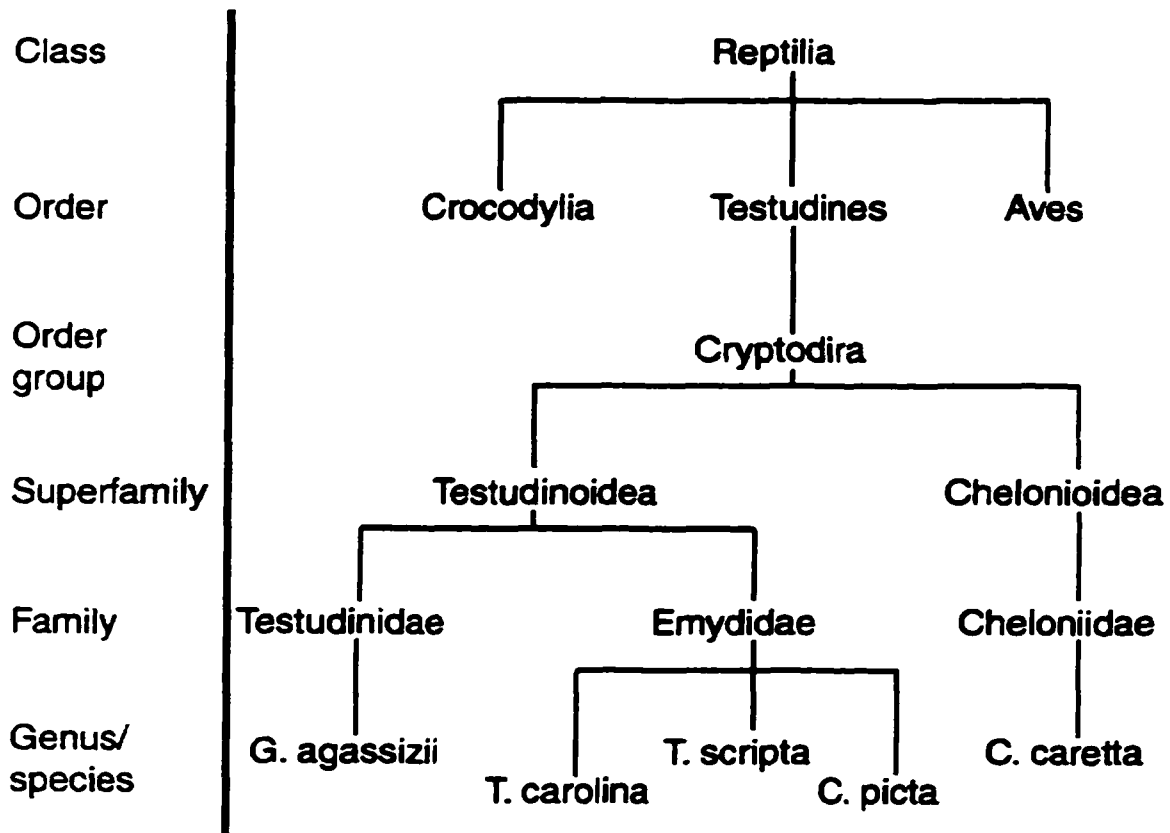 Class
Reptilia
Order
Crocodylia Testudines Aves
Order
group
Cryptodira
Superfamily
Testudinoidea Chelonioidea
Family
Testudinidae Emydidae Cheloniidae
Genus/
species
G. agassizii T. scripta C. caretta
T. carolina C. picta